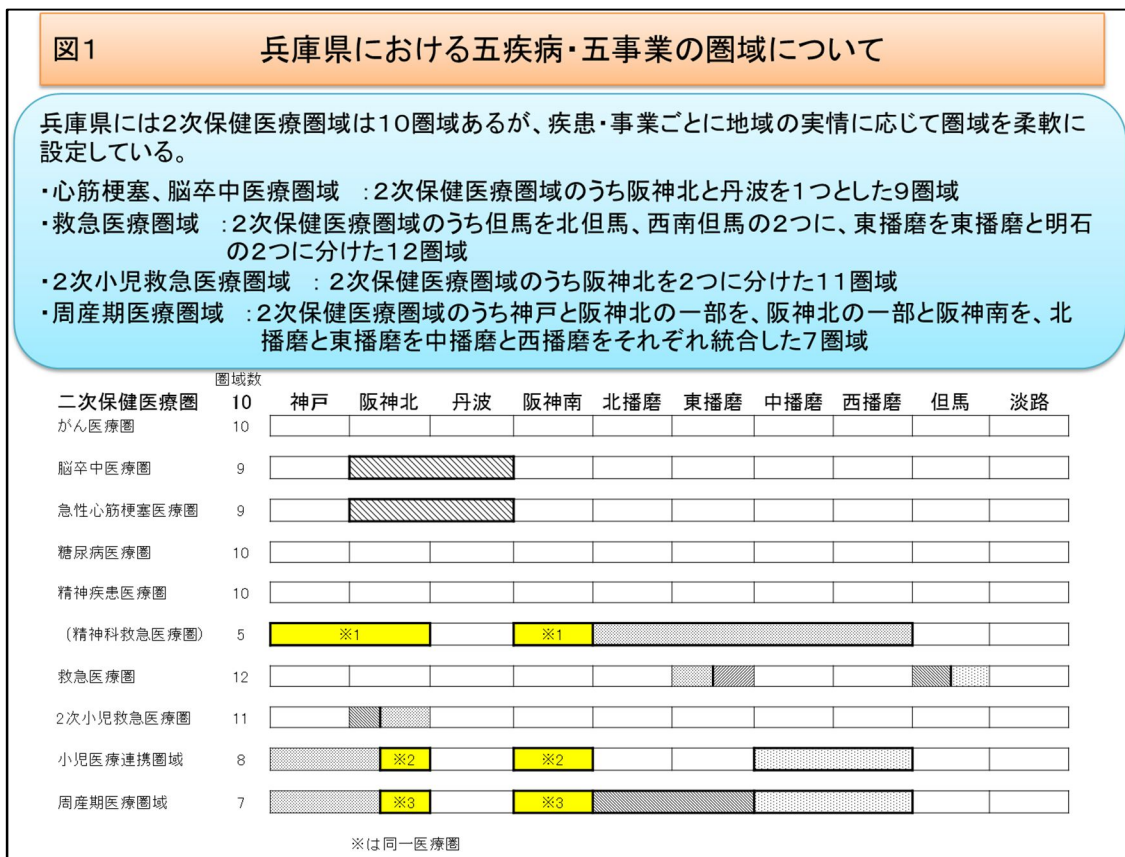 図1 兵庫県における五疾病・五事業の圏域について
兵庫県には2次保健医療圏域は10圏域あるが、疾患・事業ごとに地域の実情に応じて圏域を柔軟に
設定している。
・心筋梗塞、脳卒中医療圏域 :2次保健医療圏域のうち阪神北と丹波を1つとした9圏域
・救急医療圏域 :2次保健医療圏域のうち但馬を北但馬、西南但馬の2つに、東播磨を東播磨と明石
の2つに分けた12圏域
・2次小児救急医療圏域 : 2次保健医療圏域のうち阪神北を2つに分けた11圏域
・周産期医療圏域 :2次保健医療圏域のうち神戸と阪神北の一部を、阪神北の一部と阪神南を、北
播磨と東播磨を中播磨と西播磨をそれぞれ統合した7圏域
圏域数
二次保健医療圏 10 神戸 阪神北 丹波 阪神南 北播磨 東播磨 中播磨 西播磨 但馬 淡路
がん医療圏 10
脳卒中医療圏 9
急性心筋梗塞医療圏 9
糖尿病医療圏 10
精神疾患医療圏 10
(精神科救急医療圏) 5 ※1 ※1
救急医療圏 12
2次小児救急医療圏 11
小児医療連携圏域 8 ※2 ※2
周産期医療圏域 7 ※3 ※3
※は同一医療圏